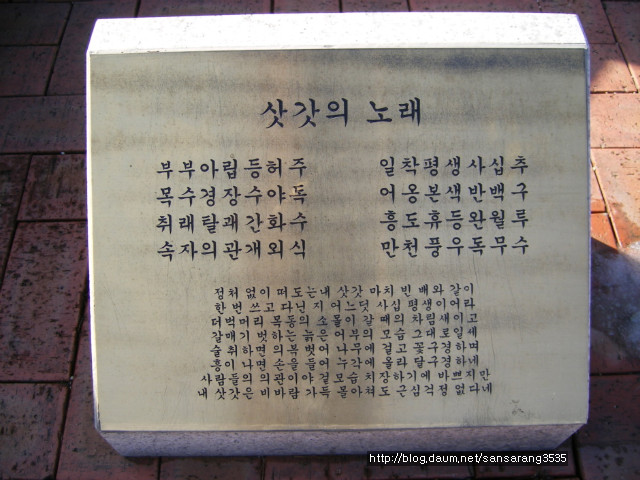 삿갓의 노래
부부아립등허주 일착평생사십추
목수경장수야독 어옹본색반백구
취래탈괘간화수 흥도휴등완월루
속자의관개외식 만천풍우독무수
정처 없이 떠도는내 삿갓 마치 빈 배와 같이
한번 쓰고 다닌 지 어느덧 사십 평생이어라
더벅머리 목동의 소몰이 갈 때의 차림새이고
갈매기 벗하는 늙은 어부의 모습 그대로일세
술 취하면 의복 벗어 나무에 걸고 꽃구경하며
흥이 나면 손을들어 누각에 올라 달구경하네
사람들의 의관이야 겉모습 치장하기에 바쁘지만
내 삿갓은 비바람 가득 몰아쳐도 근심걱정 없다네
http://blog.daum.net/sansarang3535